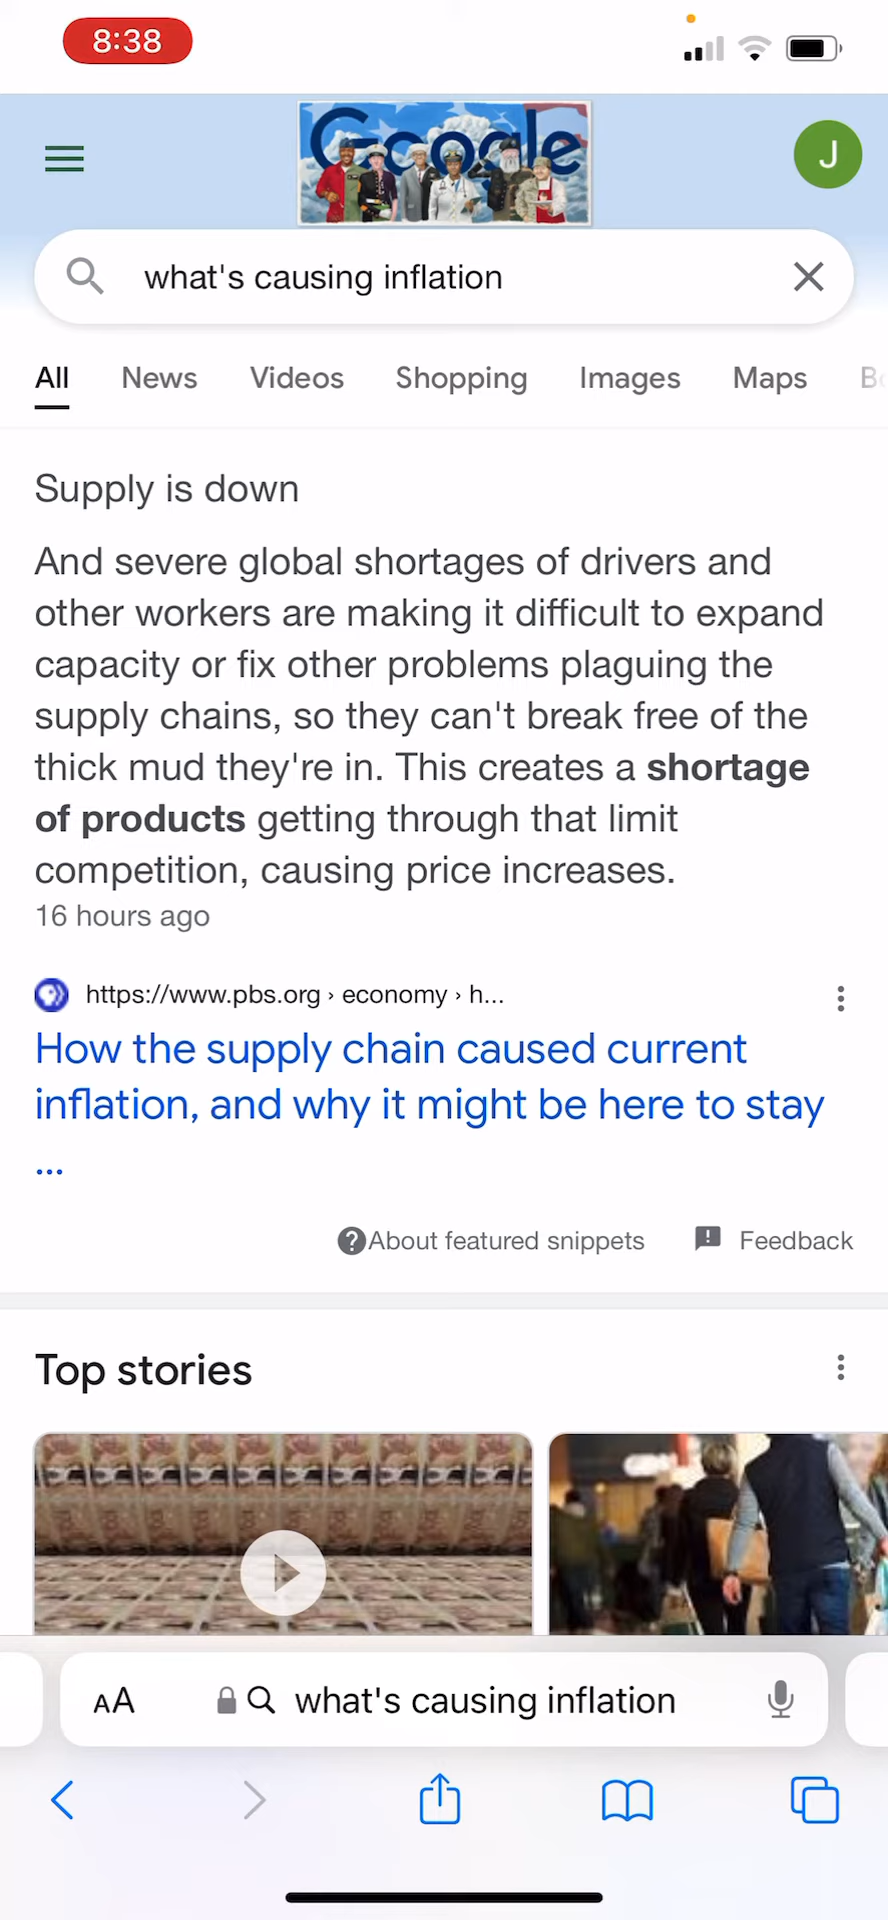 8:38
Google
J
what's causing inflation
All News Videos Shopping Images Maps
Supply is down
And severe global shortages of drivers and
other workers are making it difficult to expand
capacity or fix other problems plaguing the
supply chains, so they can't break free of the
thick mud they're in. This creates a shortage
of products getting through that limit
competition, causing price increases.
16 hours ago
https://www.pbs.org › economy › h...
How the supply chain caused current
inflation, and why it might be here to stay
...
About featured snippets Feedback
Top stories
AA what's causing inflation